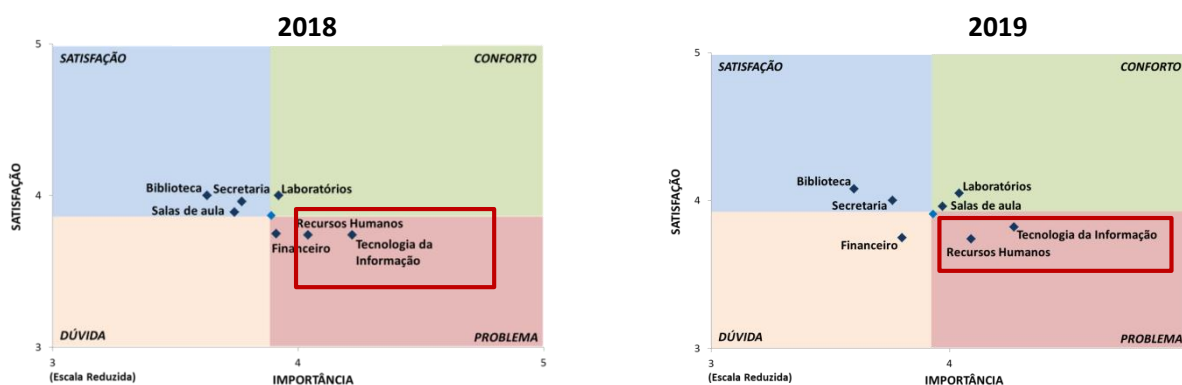 2018
5
SATISFAÇÃO
CONFORTO
SATISFAÇÃO
4
Biblioteca
Secretaria
Laboratórios
Salas de aula
Recursos Humanos
Financeiro
Tecnologia da
Informação
DÚVIDA
PROBLEMA
3
3
4
5
(Escala Reduzida)
IMPORTÂNCIA
2019
5
SATISFAÇÃO
CONFORTO
SATISFAÇÃO
4
Biblioteca
Laboratórios
Secretaria
Salas de aula
Financeiro
Tecnologia da Informação
Recursos Humanos
DÚVIDA
PROBLEMA
3
3
4
(Escala Reduzida)
IMPORTÂNCIA